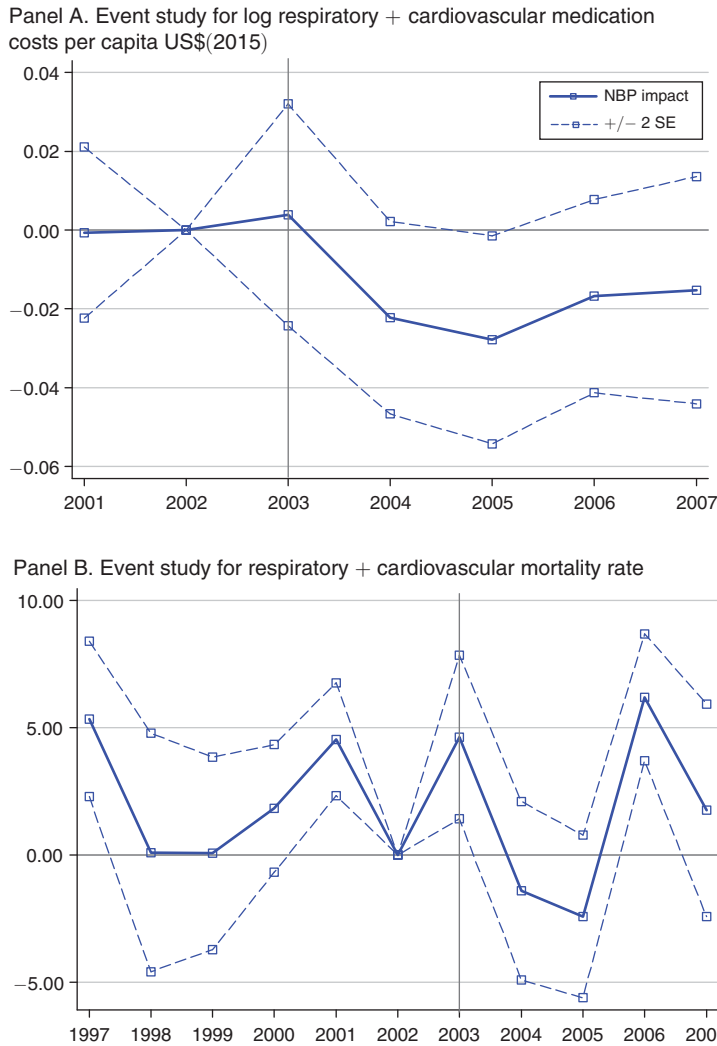 Panel A. Event study for log respiratory + cardiovascular medication
costs per capita US$(2015)
0.04
0.02
0.00
−0.02
−0.04
−0.06
NBP impact
+/− 2 SE
2001 2002 2003 2004 2005 2006 2007
Panel B. Event study for respiratory + cardiovascular mortality rate
10.00
5.00
0.00
−5.00
1997 1998 1999 2000 2001 2002 2003 2004 2005 2006 200